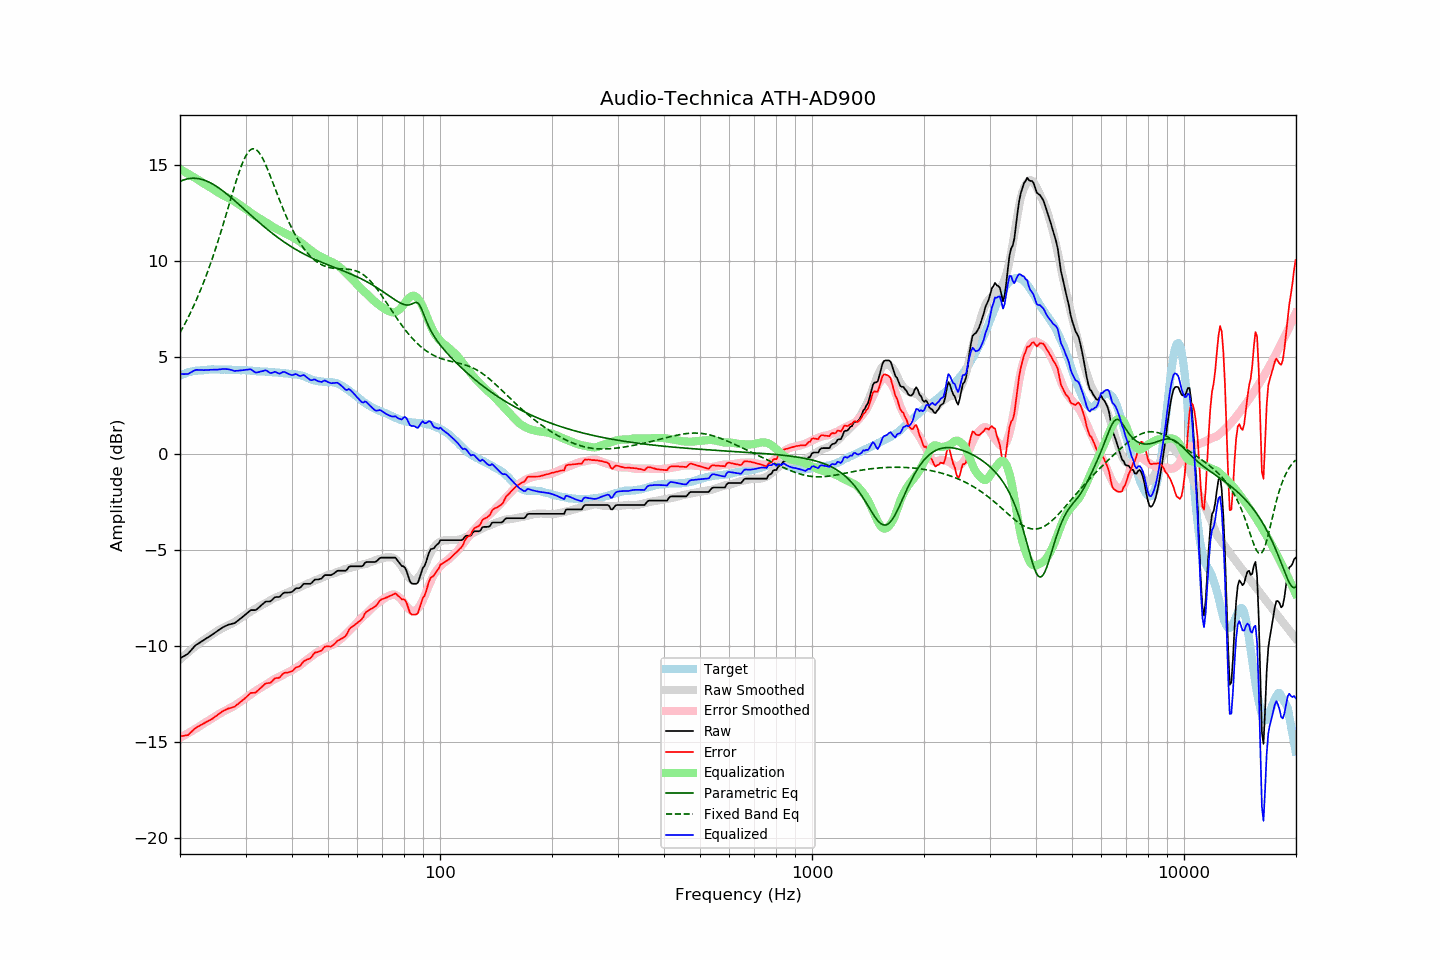 Audio-Technica ATH-AD900
15
10
5
0
−5
−10
−15
−20
Amplitude (dBr)
100
1000
10000
Frequency (Hz)
Target
Raw Smoothed
Error Smoothed
Raw
Error
Equalization
Parametric Eq
Fixed Band Eq
Equalized